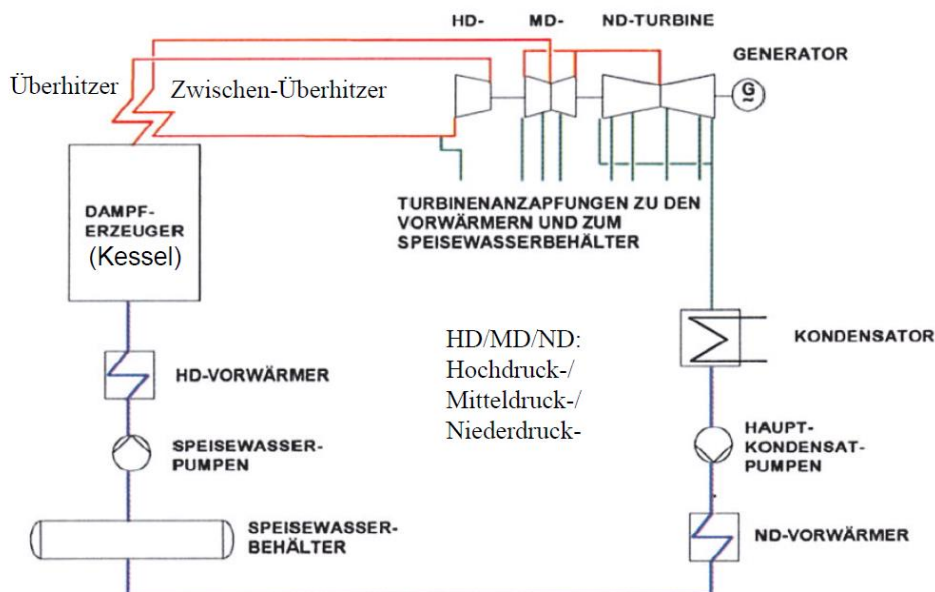 HD-
MD-
ND-TURBINE
GENERATOR
G
~
Überhitzer
Zwischen-Überhitzer
DAMPF-
ERZEUGER
(Kessel)
TURBINENANZAPFUNGEN ZU DEN
VORWÄRMERN UND ZUM
SPEISEWASSERBEHÄLTER
HD/MD/ND:
Hochdruck-/
Mitteldruck-/
Niederdruck-
KONDENSATOR
HD-VORWÄRMER
HAUPT-
KONDENSAT-
PUMPEN
SPEISEWASSER-
PUMPEN
SPEISEWASSER-
BEHÄLTER
ND-VORWÄRMER